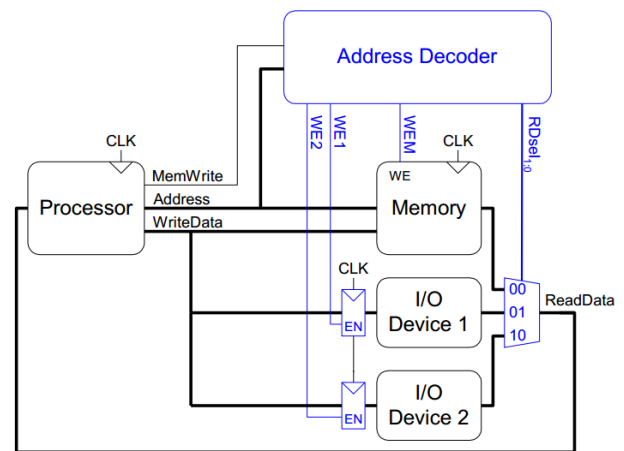 Address Decoder
WE2
WE1
WEM
RDsel1:0
CLK
MemWrite
CLK
Processor
Address
WriteData
WE
Memory
CLK
EN
I/O
Device 1
00
01
10
ReadData
EN
I/O
Device 2